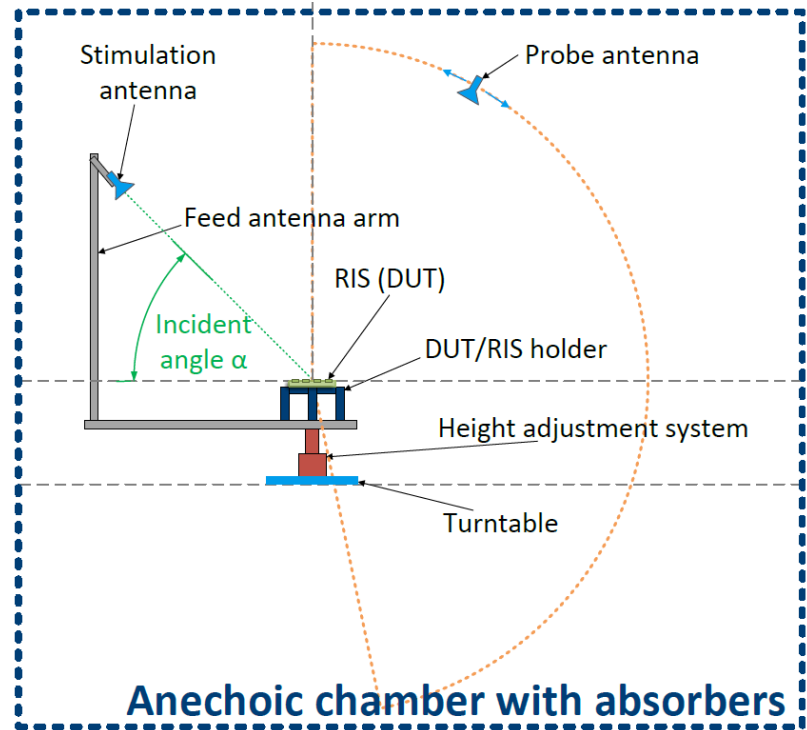 Stimulation
antenna
Probe antenna
Feed antenna arm
RIS (DUT)
Incident
angle α
DUT/RIS holder
Height adjustment system
Turntable
Anechoic chamber with absorbers